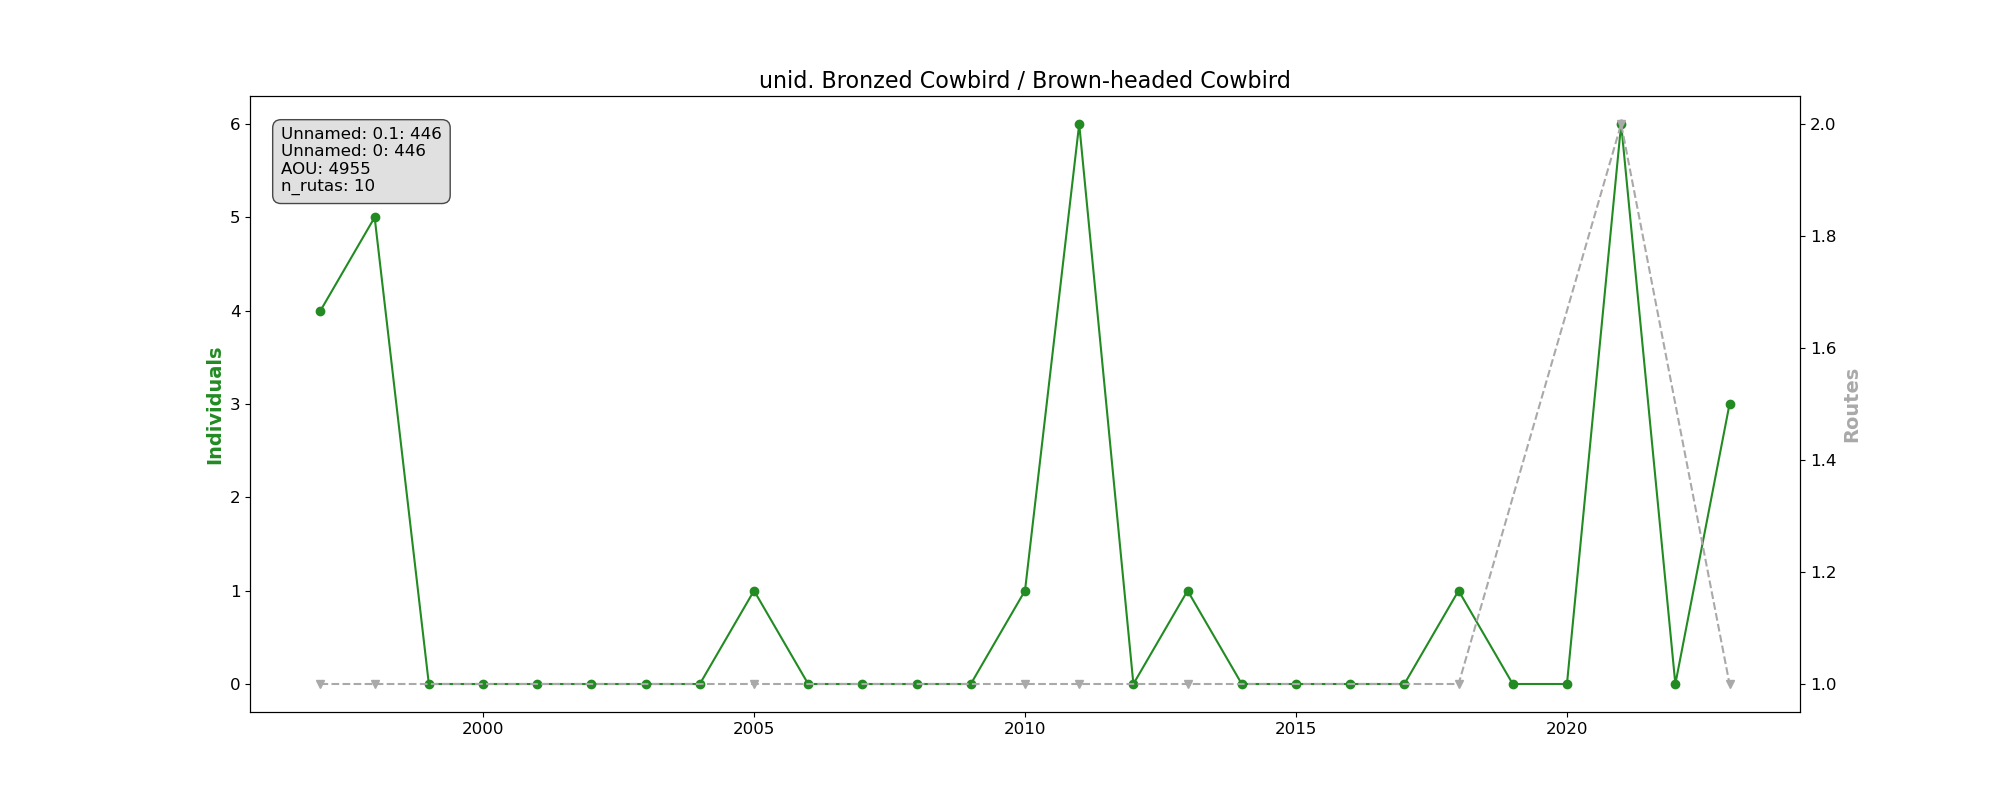 unid. Bronzed Cowbird / Brown-headed Cowbird
Unnamed: 0.1: 446
Unnamed: 0: 446
AOU: 4955
n_rutas: 10
Individuals
6
5
4
3
2
1
0
2.0
1.8
1.6
1.4
1.2
1.0
Routes
2000
2005
2010
2015
2020